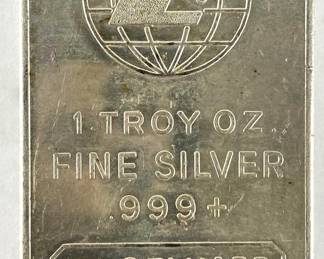 1 TROY OZ.
FINE SILVER
.999+